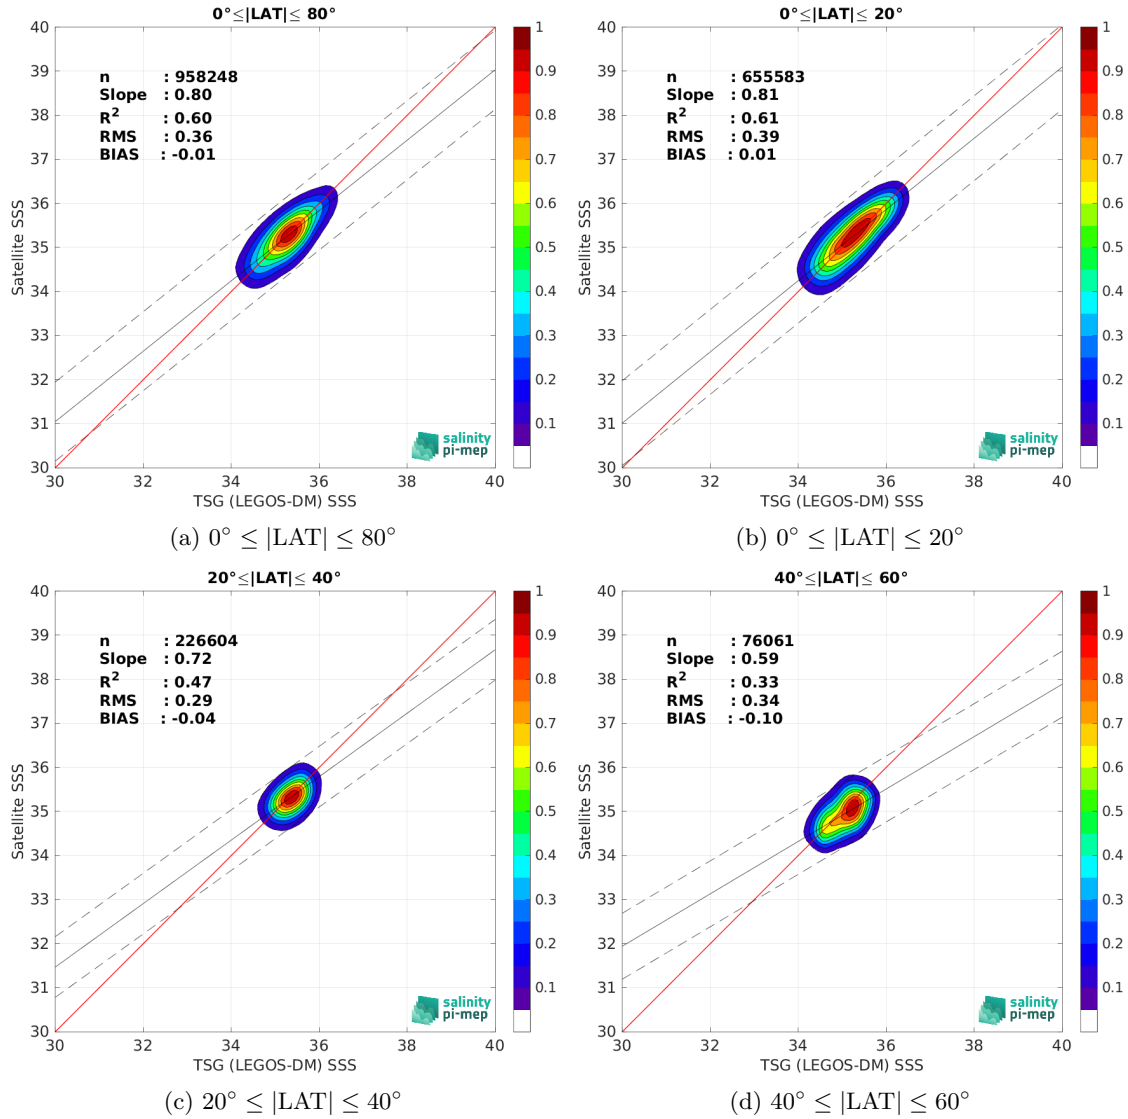 0°≤|LAT|≤ 80°
n : 958248
Slope : 0.80
R² : 0.60
RMS : 0.36
BIAS : -0.01
Satellite SSS
40
39
38
37
36
35
34
33
32
31
30
30 32 34 36 38 40
TSG (LEGOS-DM) SSS
salinity
pi-mep
1
0.9
0.8
0.7
0.6
0.5
0.4
0.3
0.2
0.1
(a) 0° ≤ |LAT| ≤ 80°
0°≤|LAT|≤ 20°
n : 655583
Slope : 0.81
R² : 0.61
RMS : 0.39
BIAS : 0.01
Satellite SSS
40
39
38
37
36
35
34
33
32
31
30
30 32 34 36 38 40
TSG (LEGOS-DM) SSS
salinity
pi-mep
1
0.9
0.8
0.7
0.6
0.5
0.4
0.3
0.2
0.1
(b) 0° ≤ |LAT| ≤ 20°
20°≤|LAT|≤ 40°
n : 226604
Slope : 0.72
R² : 0.47
RMS : 0.29
BIAS : -0.04
Satellite SSS
40
39
38
37
36
35
34
33
32
31
30
30 32 34 36 38 40
TSG (LEGOS-DM) SSS
salinity
pi-mep
1
0.9
0.8
0.7
0.6
0.5
0.4
0.3
0.2
0.1
(c) 20° ≤ |LAT| ≤ 40°
40°≤|LAT|≤ 60°
n : 76061
Slope : 0.59
R² : 0.33
RMS : 0.34
BIAS : -0.10
Satellite SSS
40
39
38
37
36
35
34
33
32
31
30
30 32 34 36 38 40
TSG (LEGOS-DM) SSS
salinity
pi-mep
1
0.9
0.8
0.7
0.6
0.5
0.4
0.3
0.2
0.1
(d) 40° ≤ |LAT| ≤ 60°